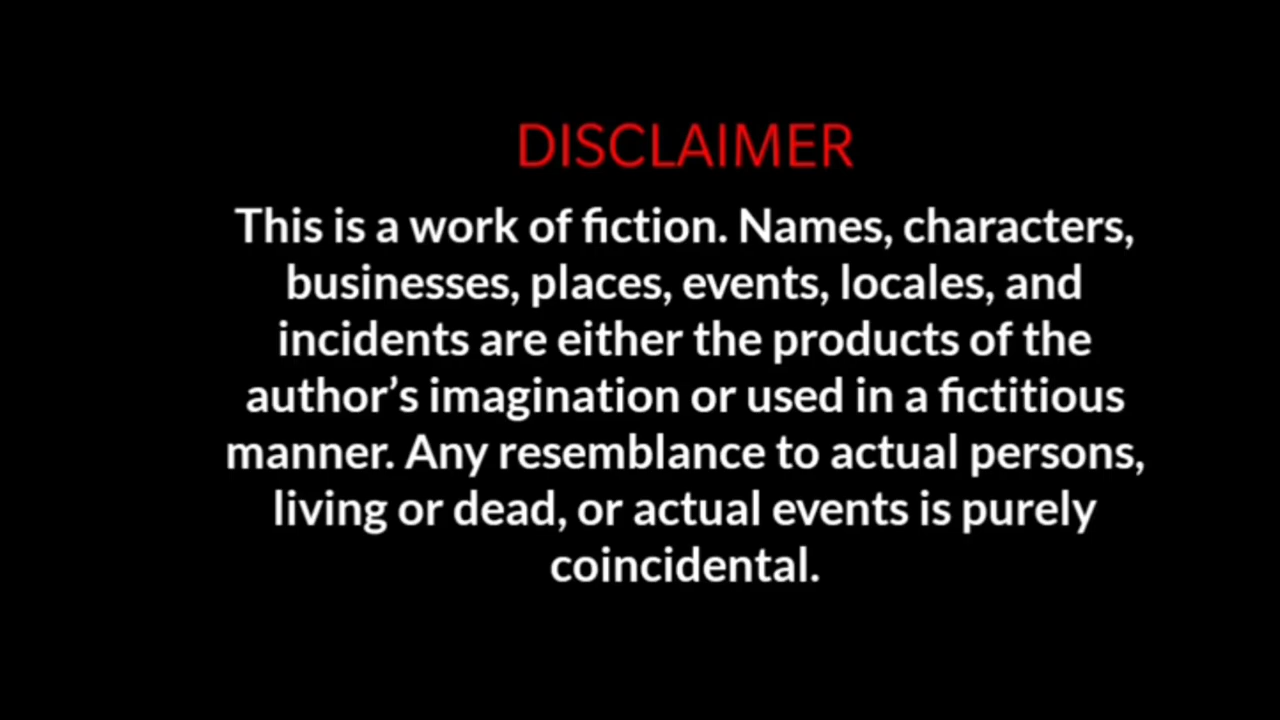 DISCLAIMER
This is a work of fiction. Names, characters,
businesses, places, events, locales, and
incidents are either the products of the
author’s imagination or used in a fictitious
manner. Any resemblance to actual persons,
living or dead, or actual events is purely
coincidental.